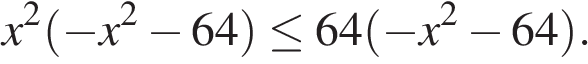 x²(−x² − 64) ≤ 64(−x² − 64).